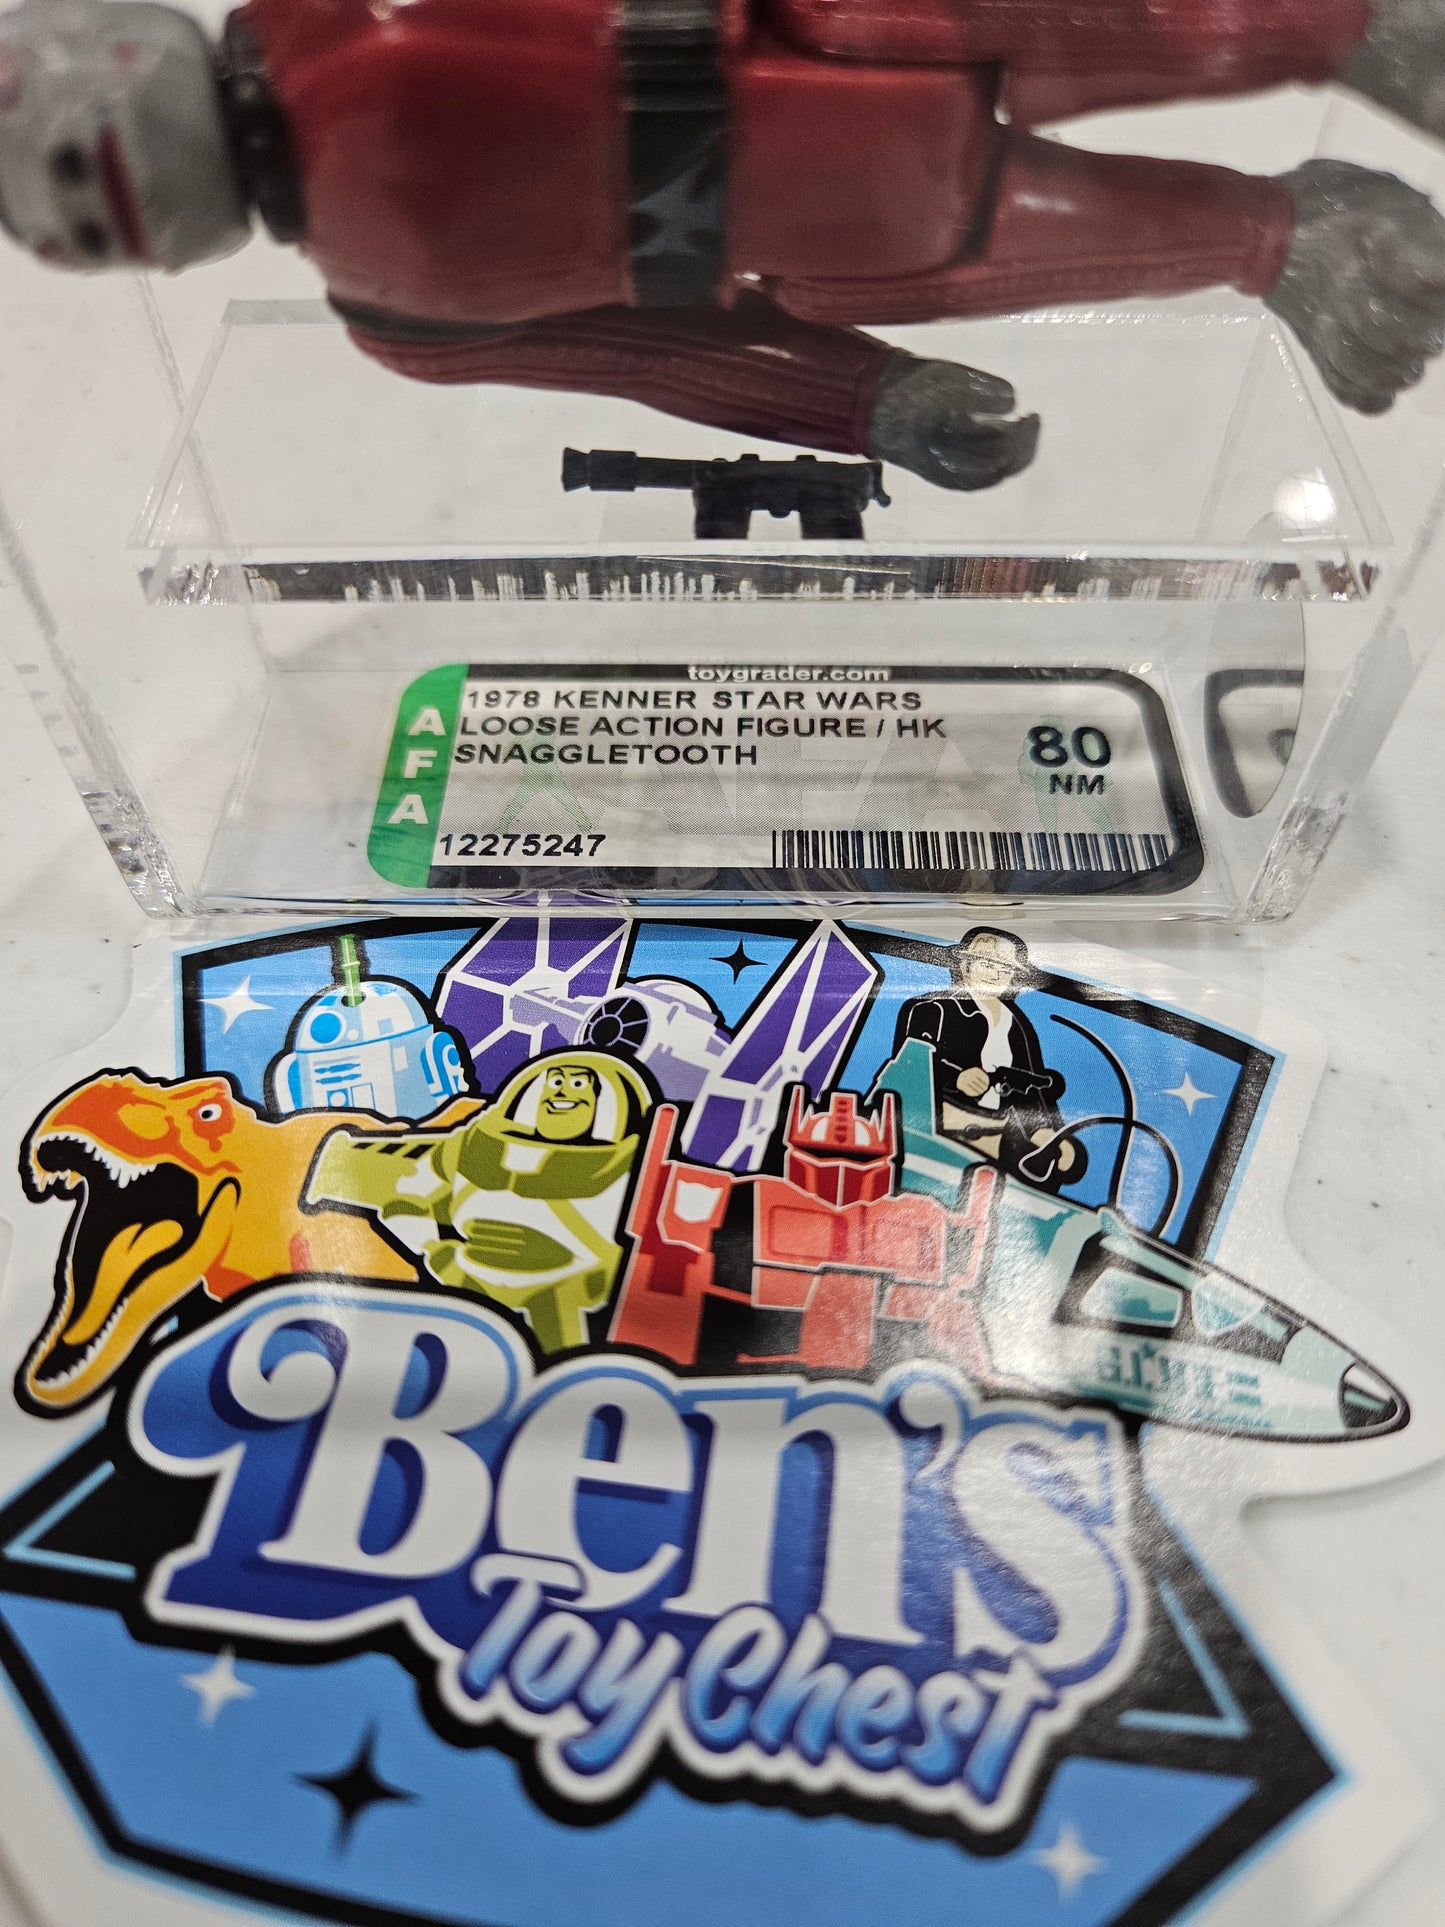 toygrader.com
AFA
1978 KENNER STAR WARS
LOOSE ACTION FIGURE / HK
SNAGGLETOOTH
80
NM
12275247
Ben's
Toy Chest